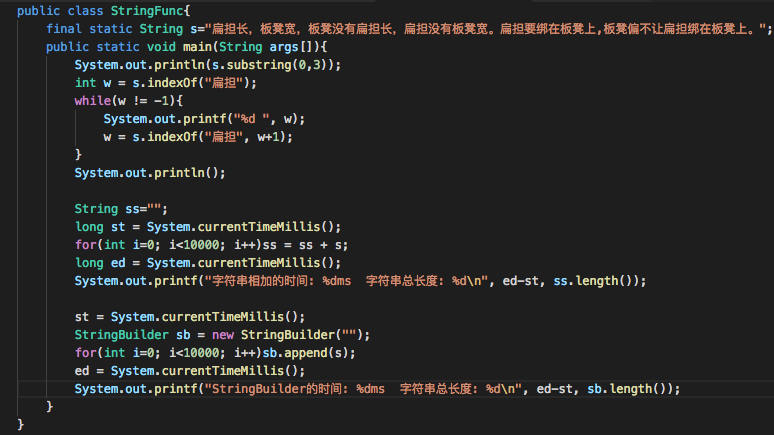 public class StringFunc{
    final static String s="扁担长，板凳宽，板凳没有扁担长，扁担没有板凳宽。扁担要绑在板凳上,板凳偏不让扁担绑在板凳上。";
    public static void main(String args[]){
        System.out.println(s.substring(0,3));
        int w = s.indexOf("扁担");
        while(w != -1){
            System.out.printf("%d ", w);
            w = s.indexOf("扁担", w+1);
        }
        System.out.println();

        String ss="";
        long st = System.currentTimeMillis();
        for(int i=0; i<10000; i++)ss = ss + s;
        long ed = System.currentTimeMillis();
        System.out.printf("字符串相加的时间: %dms  字符串总长度: %d\n", ed-st, ss.length());

        st = System.currentTimeMillis();
        StringBuilder sb = new StringBuilder("");
        for(int i=0; i<10000; i++)sb.append(s);
        ed = System.currentTimeMillis();
        System.out.printf("StringBuilder的时间: %dms  字符串总长度: %d\n", ed-st, sb.length());
    }
}